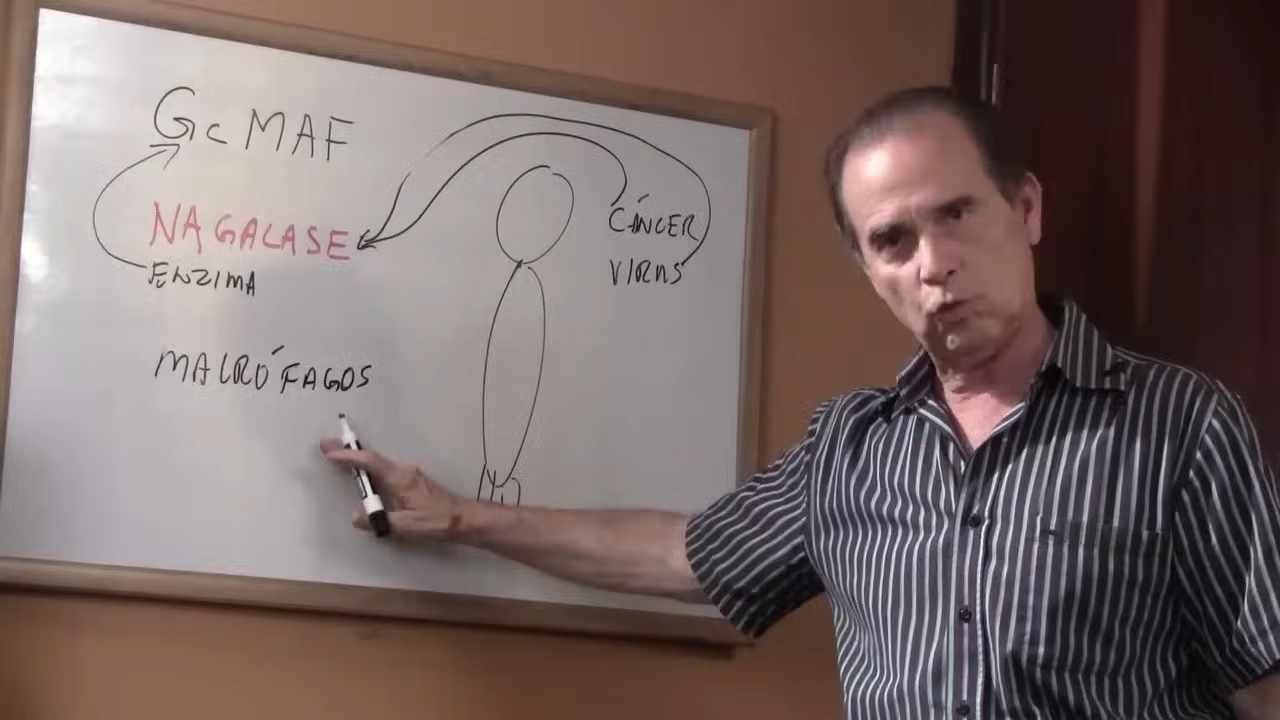 GcMAF
NAGALASE
ENZIMA
MACRÓFAGOS
CÁNCER
VIRUS